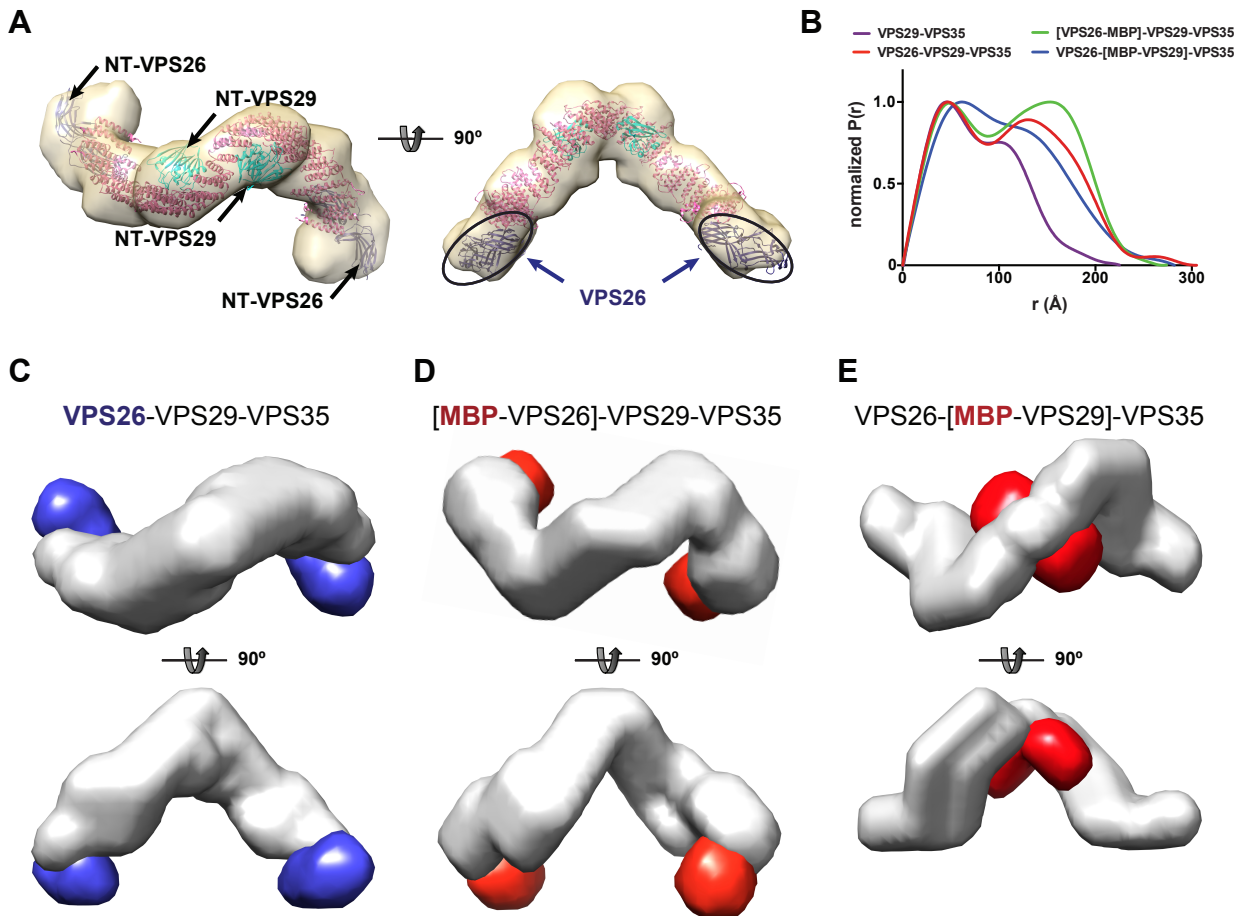 A
NT-VPS26
NT-VPS29
NT-VPS29
NT-VPS26
90º
VPS26
B
VPS29-VPS35
[VPS26-MBP]-VPS29-VPS35
VPS26-VPS29-VPS35
VPS26-[MBP-VPS29]-VPS35
normalized P(r)
1.0
0.5
0
0
100
200
300
r (Å)
C
VPS26-VPS29-VPS35
90º
D
[MBP-VPS26]-VPS29-VPS35
90º
E
VPS26-[MBP-VPS29]-VPS35
90º